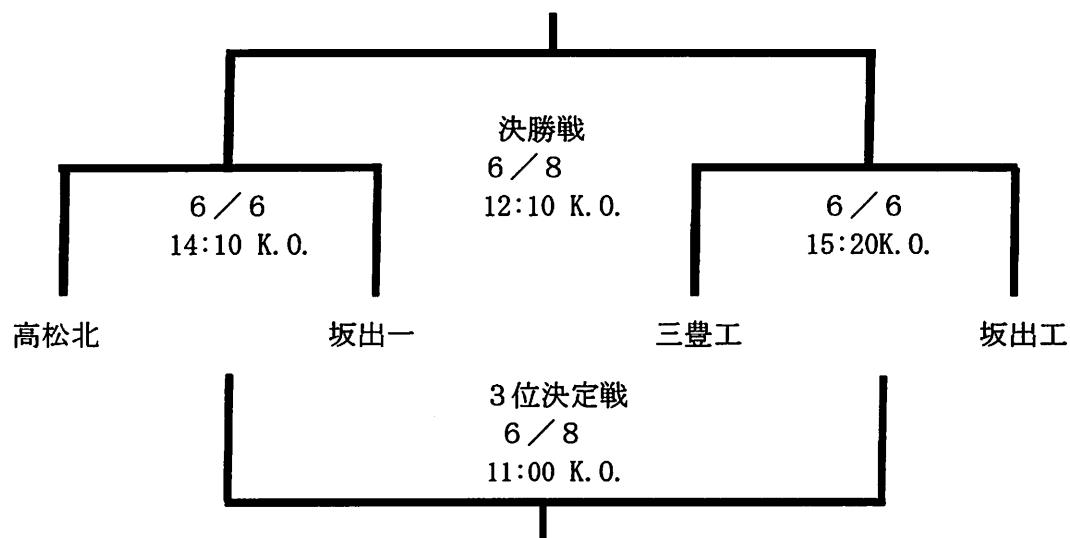 決勝戦
6/8
12:10 K.O.
6/6
14:10 K.O.
6/6
15:20K.O.
高松北
坂出一
三豊工
坂出工
3位決定戦
6/8
11:00 K.O.